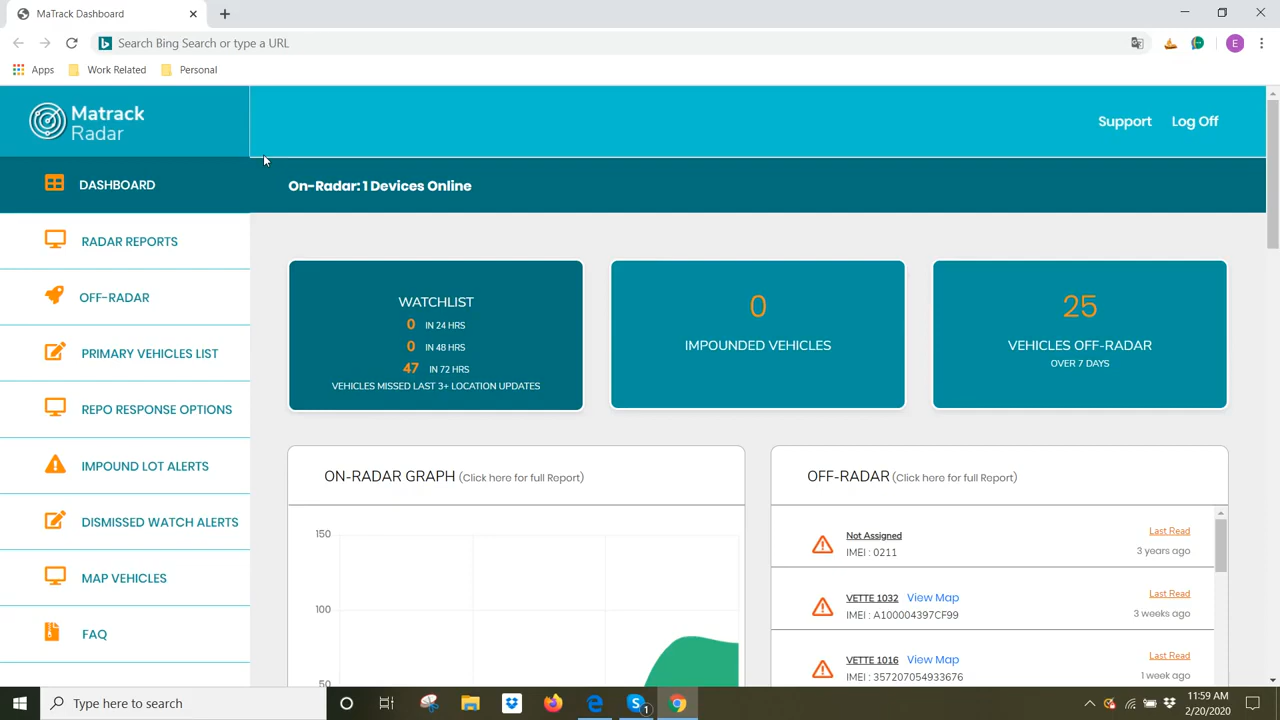 MaTrack Dashboard
Search Bing Search or type a URL
E
Apps
Work Related
Personal
Matrack
Radar
Support
Log Off
DASHBOARD
On-Radar: 1 Devices Online
RADAR REPORTS
OFF-RADAR
PRIMARY VEHICLES LIST
REPO RESPONSE OPTIONS
IMPOUND LOT ALERTS
DISMISSED WATCH ALERTS
MAP VEHICLES
FAQ
WATCHLIST
0 IN 24 HRS
0 IN 48 HRS
47 IN 72 HRS
VEHICLES MISSED LAST 3+ LOCATION UPDATES
0
IMPOUNDED VEHICLES
25
VEHICLES OFF-RADAR
OVER 7 DAYS
ON-RADAR GRAPH (Click here for full Report)
150
100
50
OFF-RADAR (Click here for full Report)
Not Assigned
Last Read
IMEI : 0211
3 years ago
VETTE 1032 View Map
Last Read
IMEI : A100004397CF99
3 weeks ago
VETTE 1016 View Map
Last Read
IMEI : 357207054933676
1 week ago
Type here to search
1
11:59 AM
2/20/2020